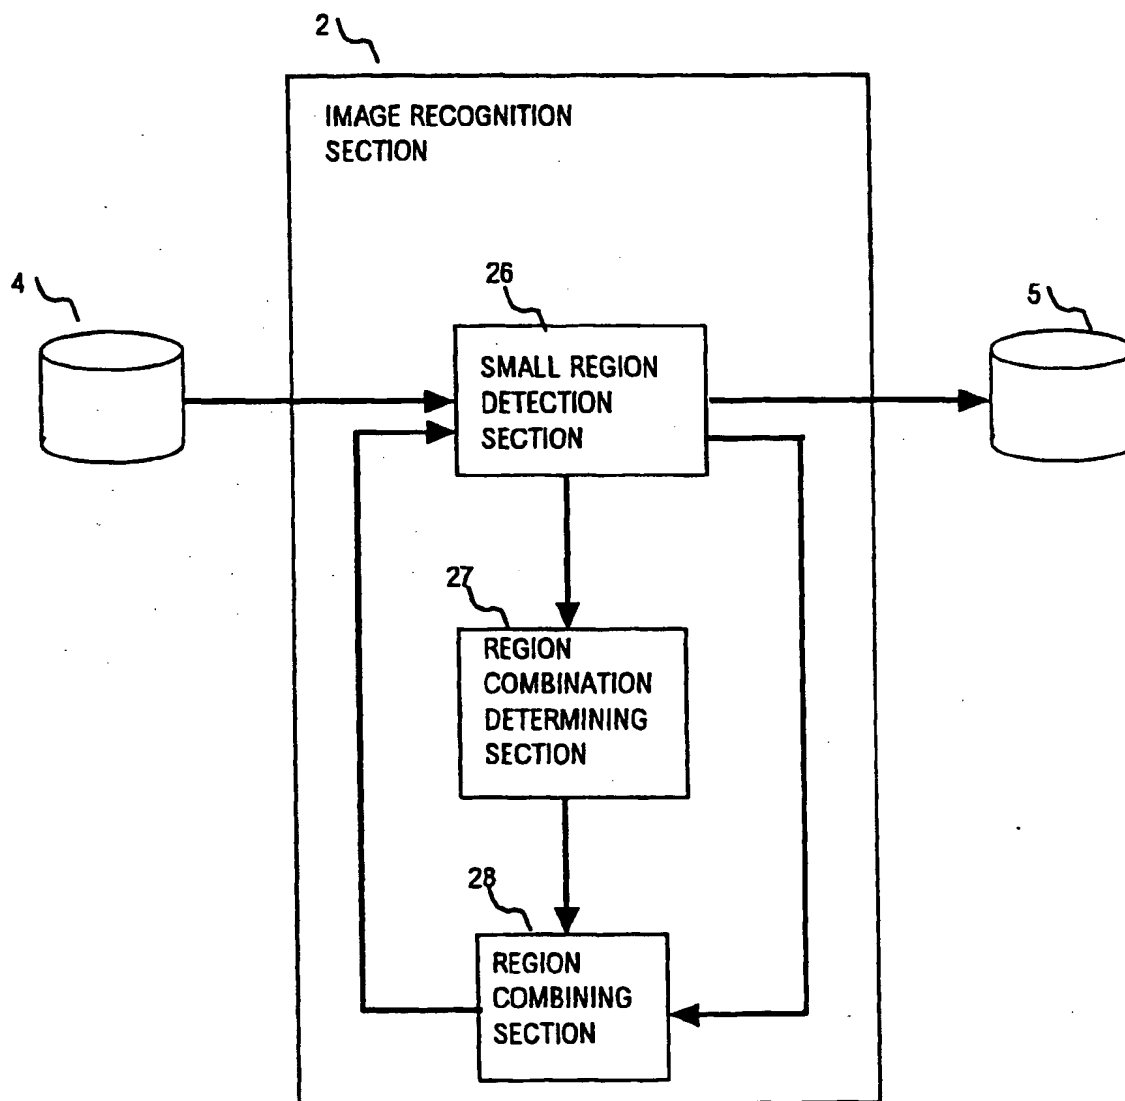 2
IMAGE RECOGNITION
SECTION
4
26
5
SMALL REGION
DETECTION
SECTION
27
REGION
COMBINATION
DETERMINING
SECTION
28
REGION
COMBINING
SECTION